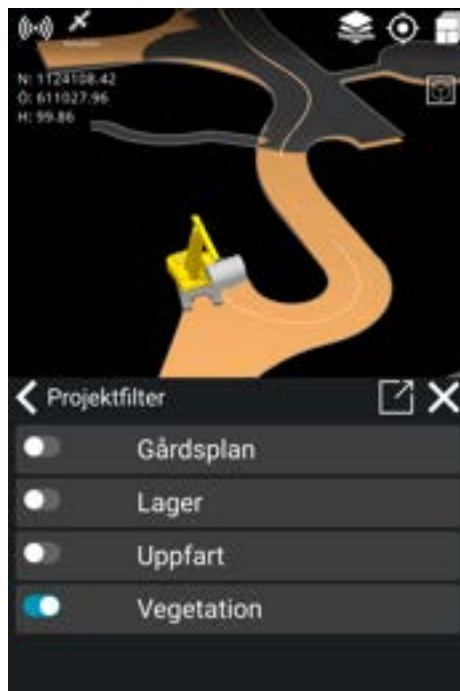 N: 1124108.42
Ö: 611027.96
H: 99.86
Projektfilter
Gårdsplan
Lager
Uppfart
Vegetation